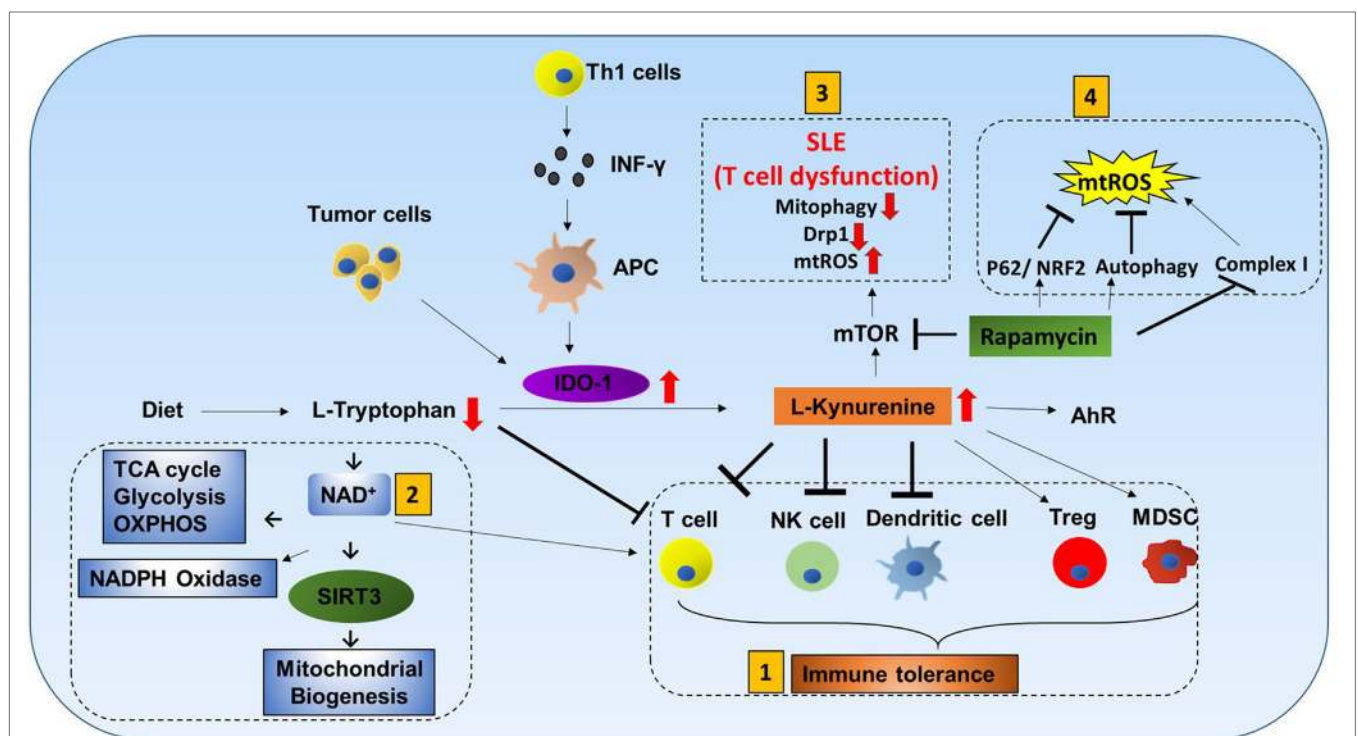 Th1 cells
INF-γ
APC
Tumor cells
IDO-1
3
SLE
(T cell dysfunction)
Mitophagy
Drp1
mtROS
4
mtROS
P62/ NRF2
Autophagy
Complex I
mTOR
Rapamycin
Diet
L-Tryptophan
L-Kynurenine
AhR
TCA cycle
Glycolysis
OXPHOS
NAD+
2
NADPH Oxidase
SIRT3
Mitochondrial
Biogenesis
T cell
NK cell
Dendritic cell
Treg
MDSC
1
Immune tolerance